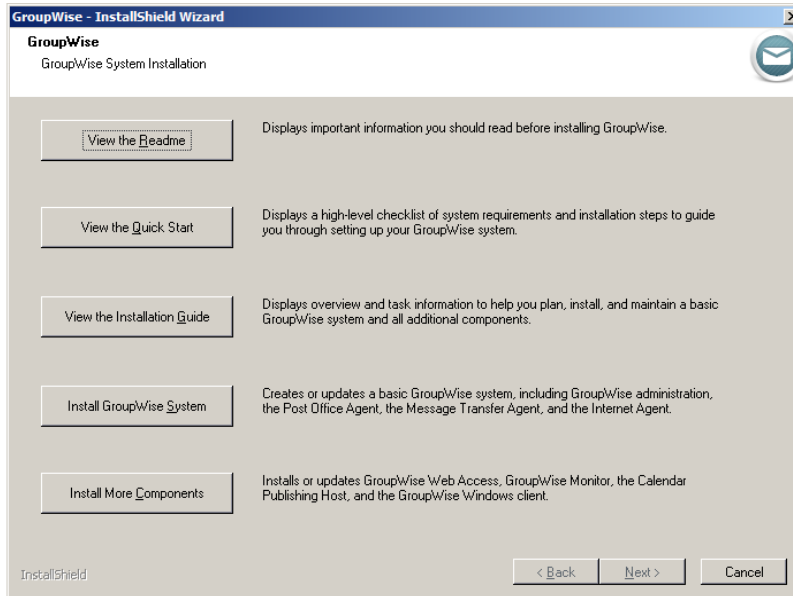 GroupWise - InstallShield Wizard
GroupWise
GroupWise System Installation
View the Readme
Displays important information you should read before installing GroupWise.
View the Quick Start
Displays a high-level checklist of system requirements and installation steps to guide
you through setting up your GroupWise system.
View the Installation Guide
Displays overview and task information to help you plan, install, and maintain a basic
GroupWise system and all additional components.
Install GroupWise System
Creates or updates a basic GroupWise system, including GroupWise administration,
the Post Office Agent, the Message Transfer Agent, and the Internet Agent.
Install More Components
Installs or updates GroupWise Web Access, GroupWise Monitor, the Calendar
Publishing Host, and the GroupWise Windows client.
InstallShield
< Back
Next >
Cancel